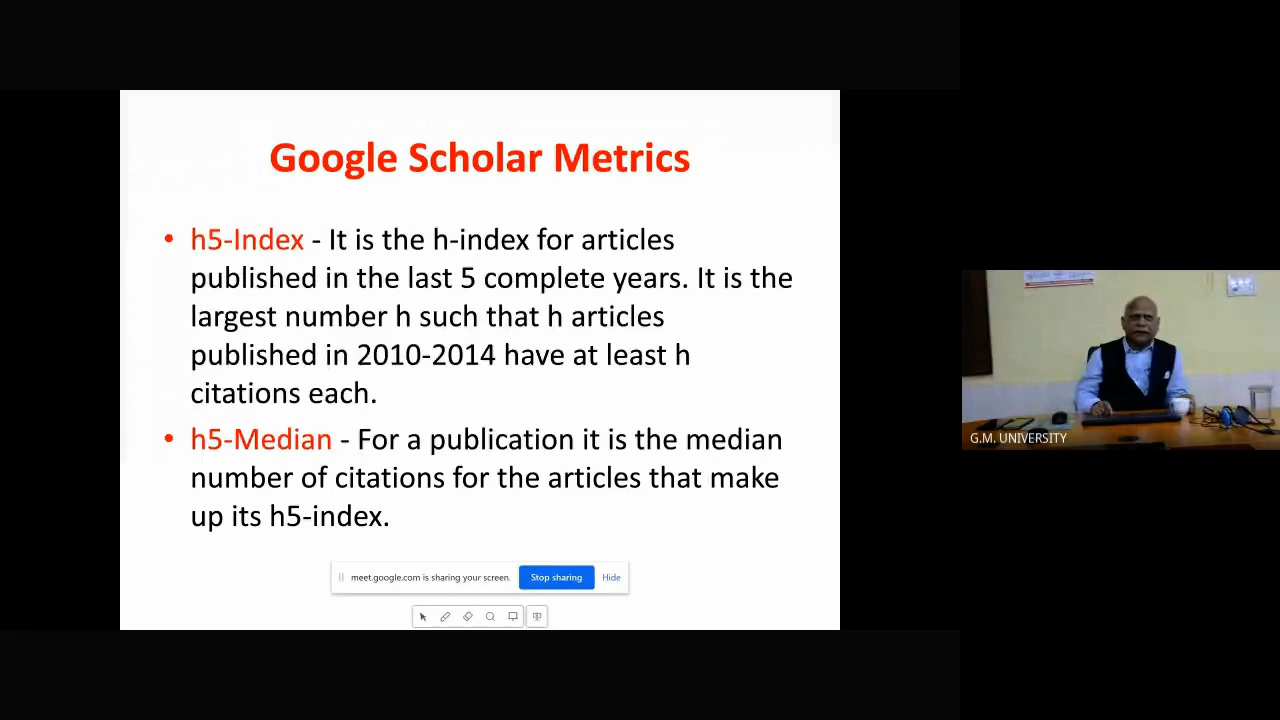 Google Scholar Metrics
• h5-Index - It is the h-index for articles
published in the last 5 complete years. It is the
largest number h such that h articles
published in 2010-2014 have at least h
citations each.
• h5-Median - For a publication it is the median
number of citations for the articles that make
up its h5-index.
meet.google.com is sharing your screen.
Stop sharing
Hide
G.M. UNIVERSITY